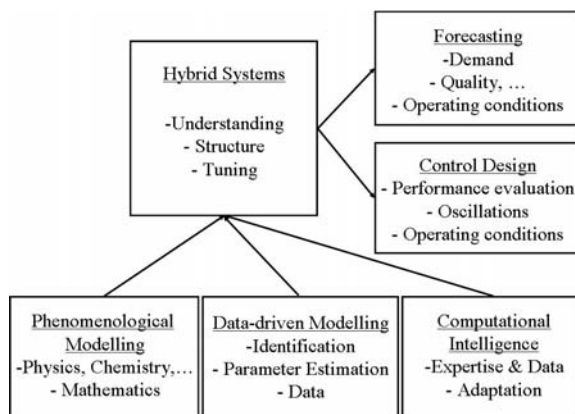 Hybrid Systems
-Understanding
- Structure
- Tuning
Forecasting
-Demand
- Quality, …
- Operating conditions
Control Design
- Performance evaluation
- Oscillations
- Operating conditions
Phenomenological
Modelling
-Physics, Chemistry,…
- Mathematics
Data-driven Modelling
-Identification
- Parameter Estimation
- Data
Computational
Intelligence
-Expertise & Data
- Adaptation